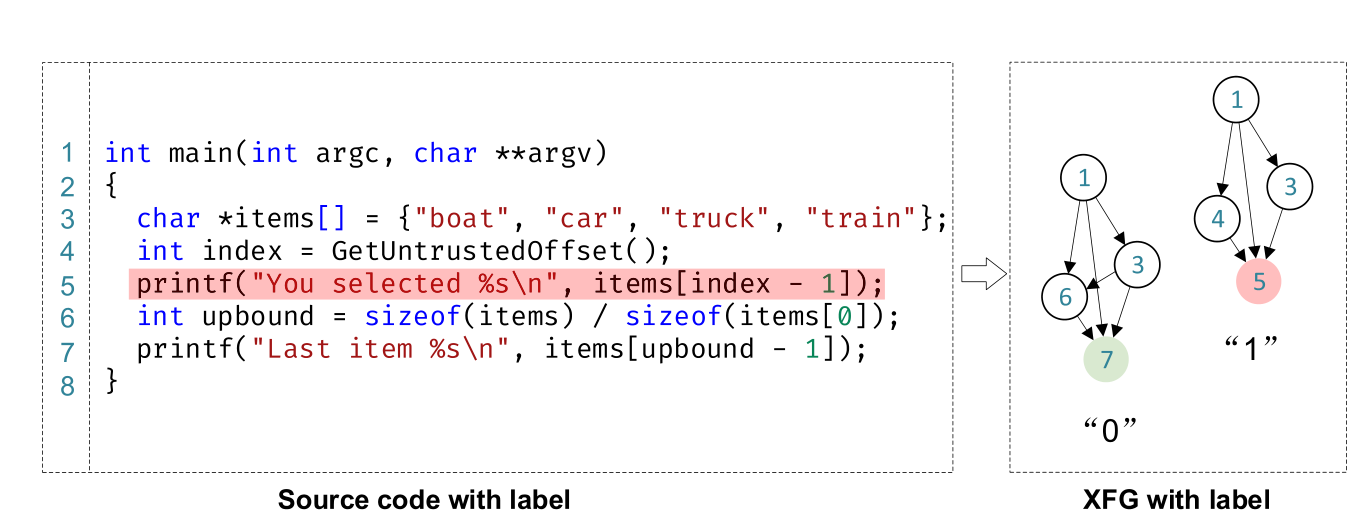 1 int main(int argc, char **argv)
2 {
3 char *items[] = {"boat", "car", "truck", "train"};
4 int index = GetUntrustedOffset();
5 printf("You selected %s\n", items[index - 1]);
6 int upbound = sizeof(items) / sizeof(items[0]);
7 printf("Last item %s\n", items[upbound - 1]);
8 }
Source code with label
1
3
6
7
“0”
1
3
4
5
“1”
XFG with label